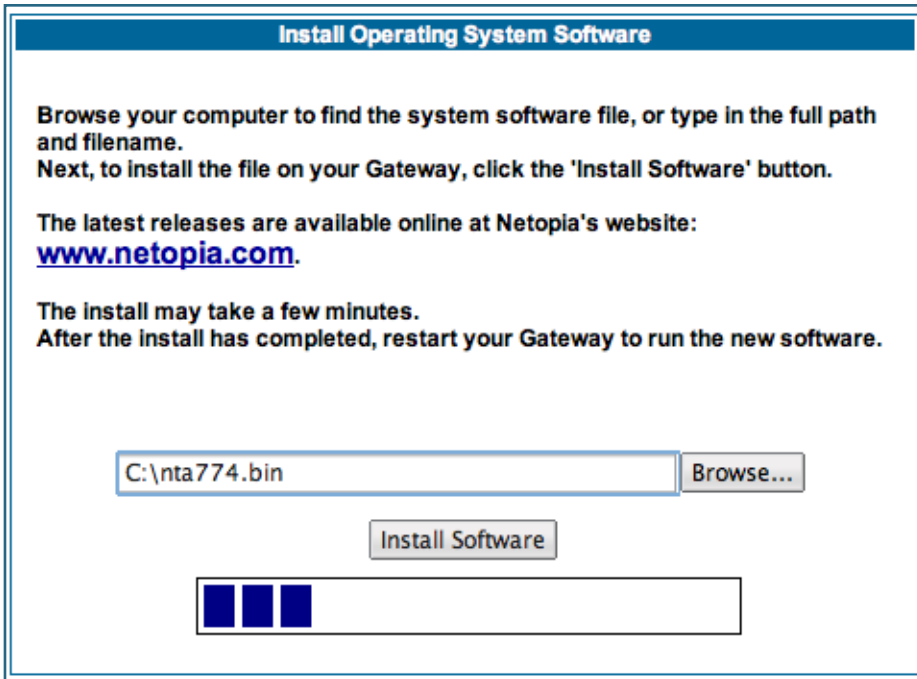 Install Operating System Software
Browse your computer to find the system software file, or type in the full path
and filename.
Next, to install the file on your Gateway, click the 'Install Software' button.
The latest releases are available online at Netopia's website:
www.netopia.com.
The install may take a few minutes.
After the install has completed, restart your Gateway to run the new software.
C:\nta774.bin
Browse...
Install Software